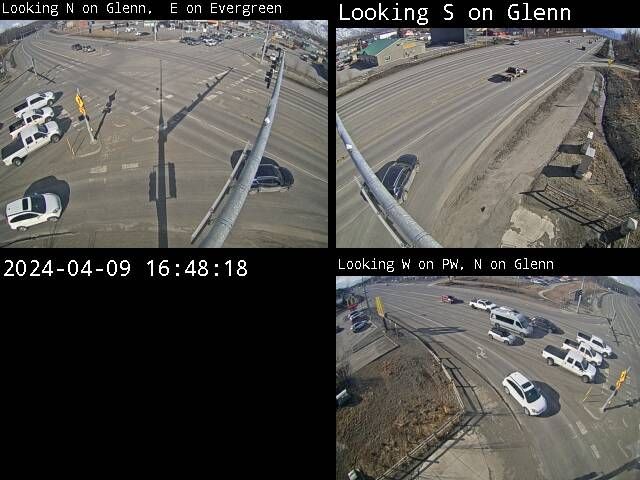 Looking N on Glenn, E on Evergreen
Looking S on Glenn
2024-04-09 16:48:18
Looking W on PW, N on Glenn